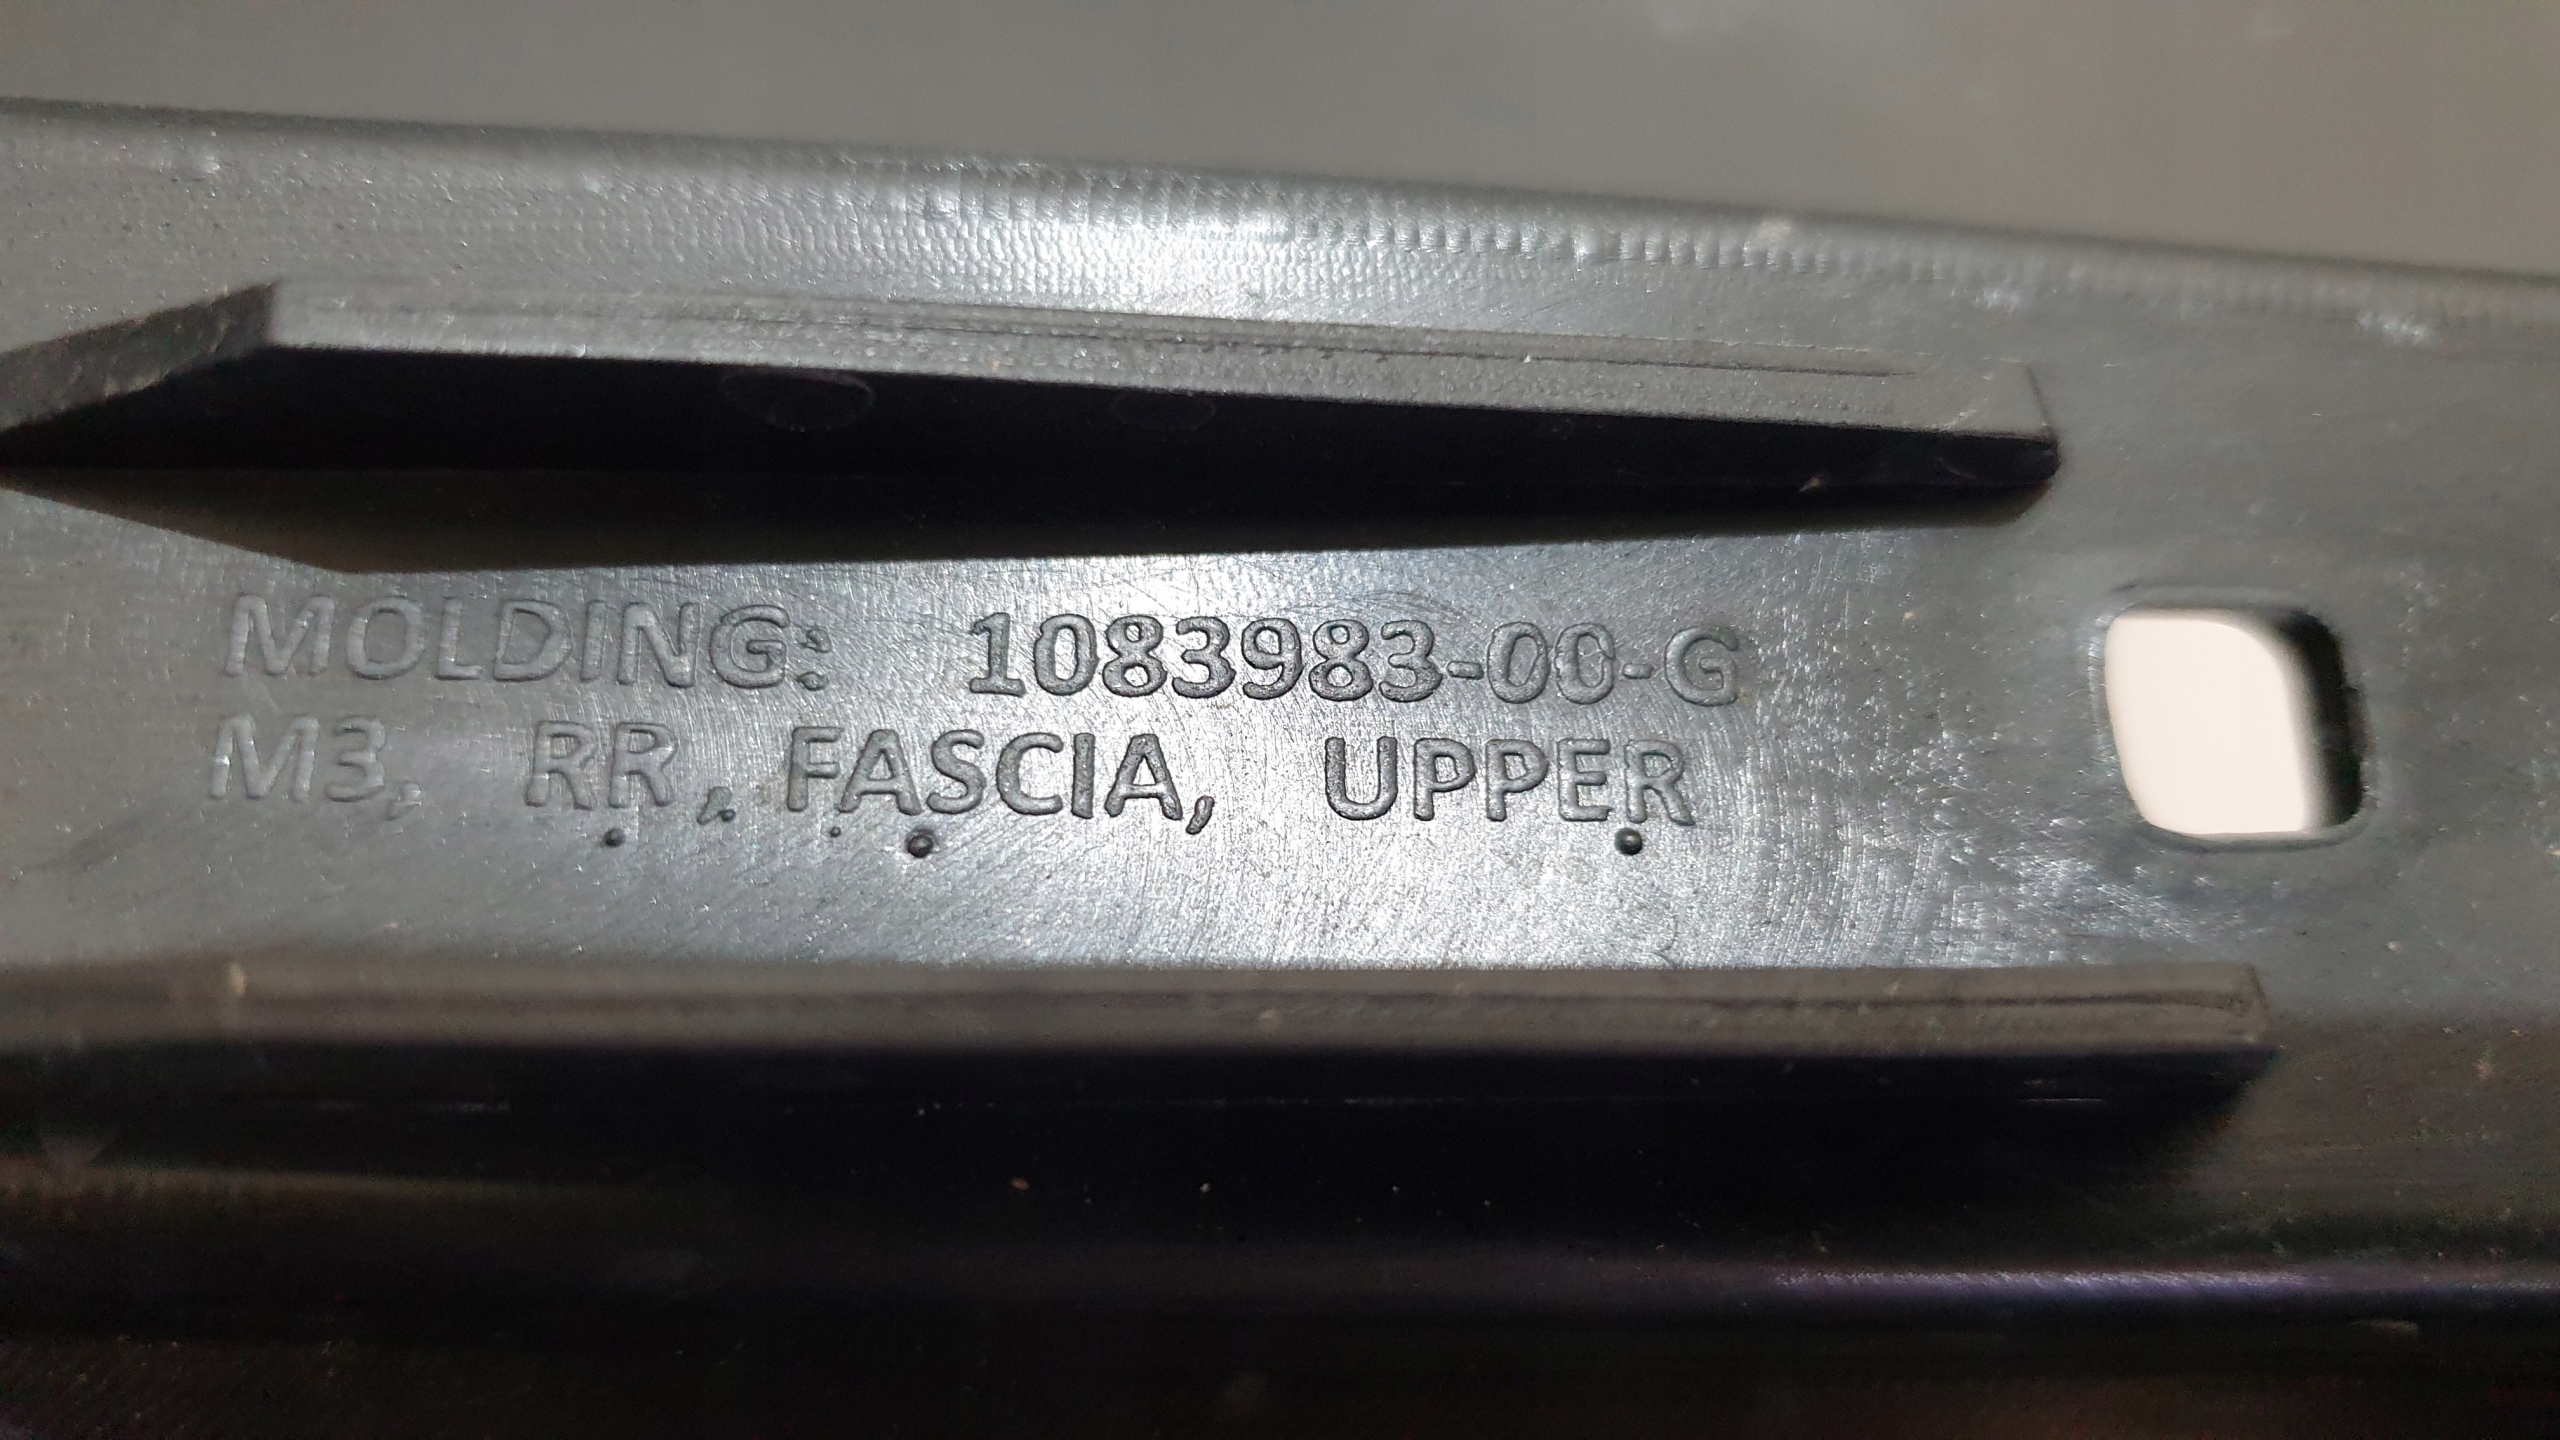 MOLDING: 1083983-00-G
M3, RR, FASCIA, UPPER